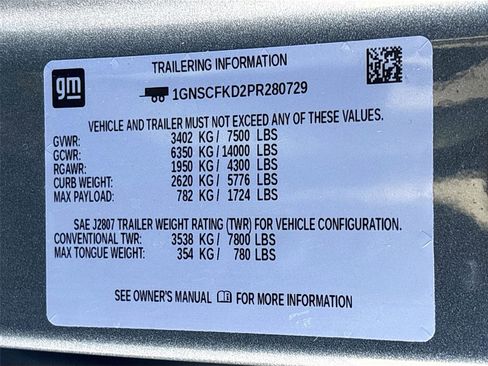 gm
TRAILERING INFORMATION
1GNSCFKD2PR280729
VEHICLE AND TRAILER MUST NOT EXCEED ANY OF THESE VALUES.
GVWR: 3402 KG / 7500 LBS
GCWR: 6350 KG / 14000 LBS
RGAWR: 1950 KG / 4300 LBS
CURB WEIGHT: 2620 KG / 5776 LBS
MAX PAYLOAD: 782 KG / 1724 LBS
SAE J2807 TRAILER WEIGHT RATING (TWR) FOR VEHICLE CONFIGURATION.
CONVENTIONAL TWR: 3538 KG / 7800 LBS
MAX TONGUE WEIGHT: 354 KG / 780 LBS
SEE OWNER'S MANUAL FOR MORE INFORMATION